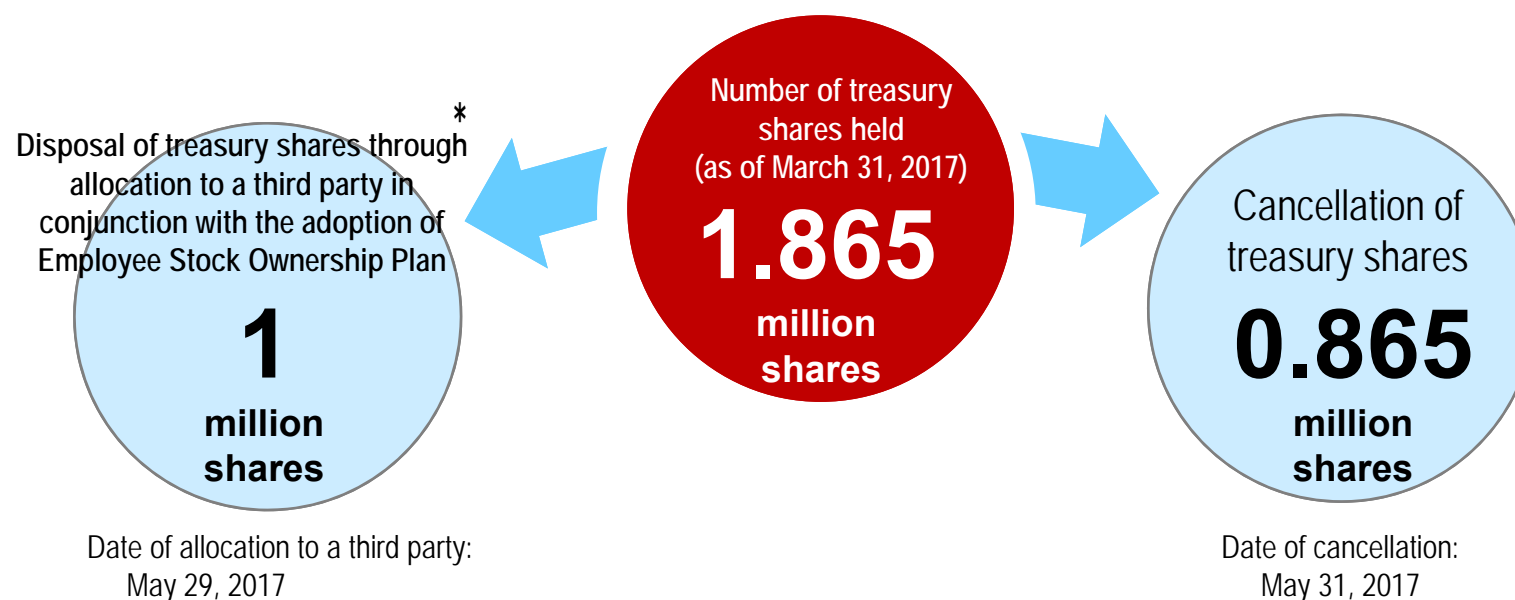 *
Disposal of treasury shares through
allocation to a third party in
conjunction with the adoption of
Employee Stock Ownership Plan
1
million
shares
Date of allocation to a third party:
May 29, 2017
Number of treasury
shares held
(as of March 31, 2017)
1.865
million
shares
Cancellation of
treasury shares
0.865
million
shares
Date of cancellation:
May 31, 2017